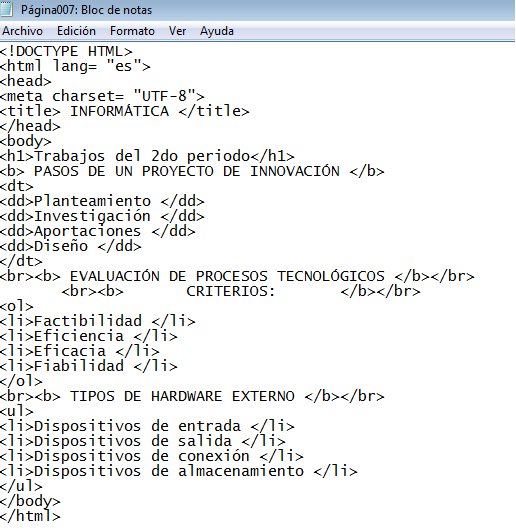 Página007: Bloc de notas
Archivo Edición Formato Ver Ayuda
<!DOCTYPE HTML>
<html lang= "es">
<head>
<meta charset= "UTF-8">
<title> INFORMÁTICA </title>
</head>
<body>
<h1>Trabajos del 2do periodo</h1>
<b> PASOS DE UN PROYECTO DE INNOVACIÓN </b>
<dt>
<dd>Planteamiento </dd>
<dd>Investigación </dd>
<dd>Aportaciones </dd>
<dd>Diseño </dd>
</dt>
<br><b> EVALUACIÓN DE PROCESOS TECNOLÓGICOS </b></br>
<br><b> CRITERIOS: </b></br>
<ol>
<li>Factibilidad </li>
<li>Eficiencia </li>
<li>Eficacia </li>
<li>Fiabilidad </li>
</ol>
<br><b> TIPOS DE HARDWARE EXTERNO </b></br>
<ul>
<li>Dispositivos de entrada </li>
<li>Dispositivos de salida </li>
<li>Dispositivos de conexión </li>
<li>Dispositivos de almacenamiento </li>
</ul>
</body>
</html>